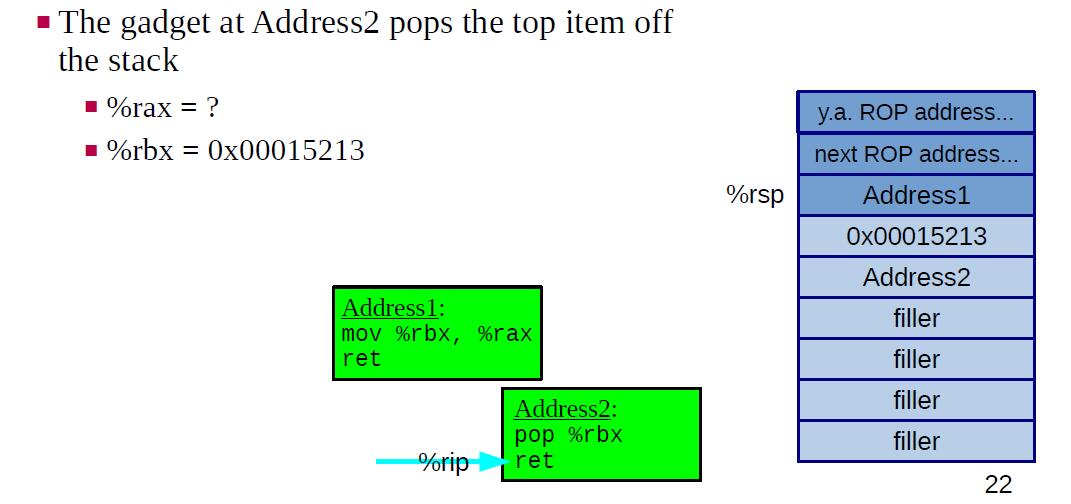 The gadget at Address2 pops the top item off
the stack
%rax = ?
%rbx = 0x00015213
y.a. ROP address...
next ROP address...
%rsp
Address1
0x00015213
Address2
filler
filler
filler
filler
Address1:
mov %rbx, %rax
ret
Address2:
pop %rbx
%rip
ret
22